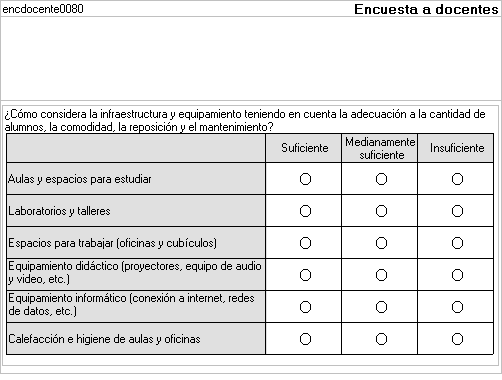 encdocente0080
Encuesta a docentes
¿Cómo considera la infraestructura y equipamiento teniendo en cuenta la adecuación a la cantidad de
alumnos, la comodidad, la reposición y el mantenimiento?
Suficiente
Medianamente
suficiente
Insuficiente
Aulas y espacios para estudiar
Laboratorios y talleres
Espacios para trabajar (oficinas y cubículos)
Equipamiento didáctico (proyectores, equipo de audio
y video, etc.)
Equipamiento informático (conexión a internet, redes
de datos, etc.)
Calefacción e higiene de aulas y oficinas